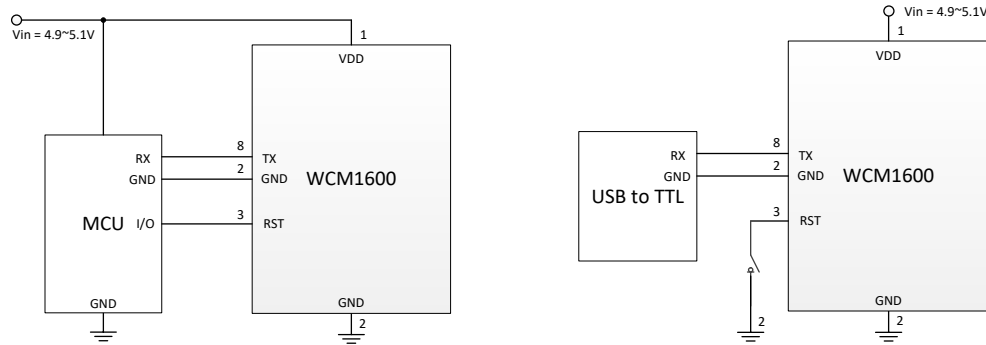 Vin = 4.9~5.1V
1
VDD
RX
8
TX
GND
2
GND
WCM1600
MCU
I/O
3
RST
GND
GND
2
Vin = 4.9~5.1V
1
VDD
RX
8
TX
GND
2
GND
WCM1600
USB to TTL
3
RST
2
GND
2